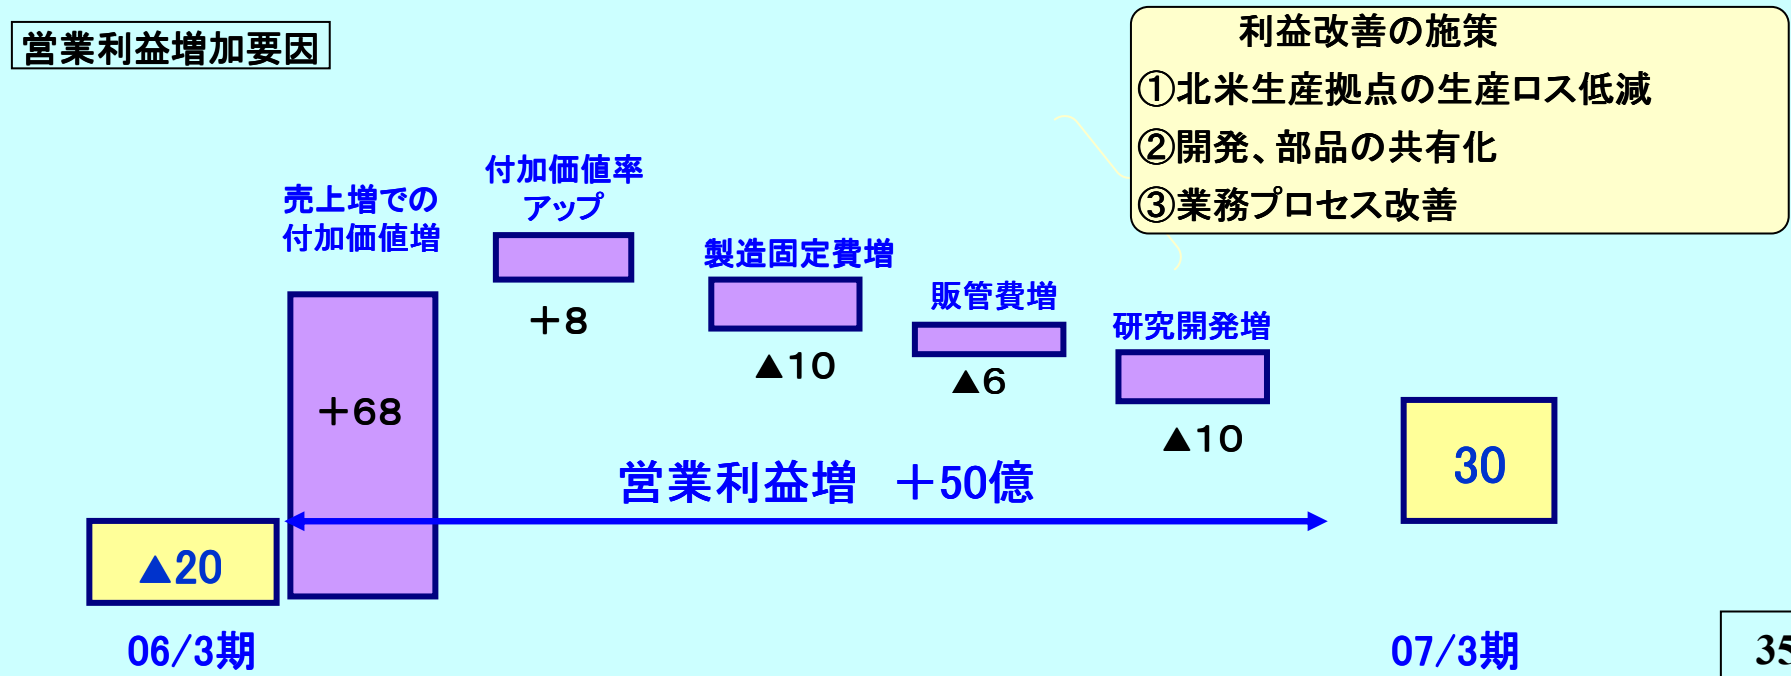 営業利益増加要因
利益改善の施策
①北米生産拠点の生産ロス低減
②開発、部品の共有化
③業務プロセス改善
売上増での
付加価値増
付加価値率
アップ
製造固定費増
販管費増
研究開発増
＋68
＋8
▲10
▲6
▲10
営業利益増　＋50億
▲20
30
06/3期
07/3期
35